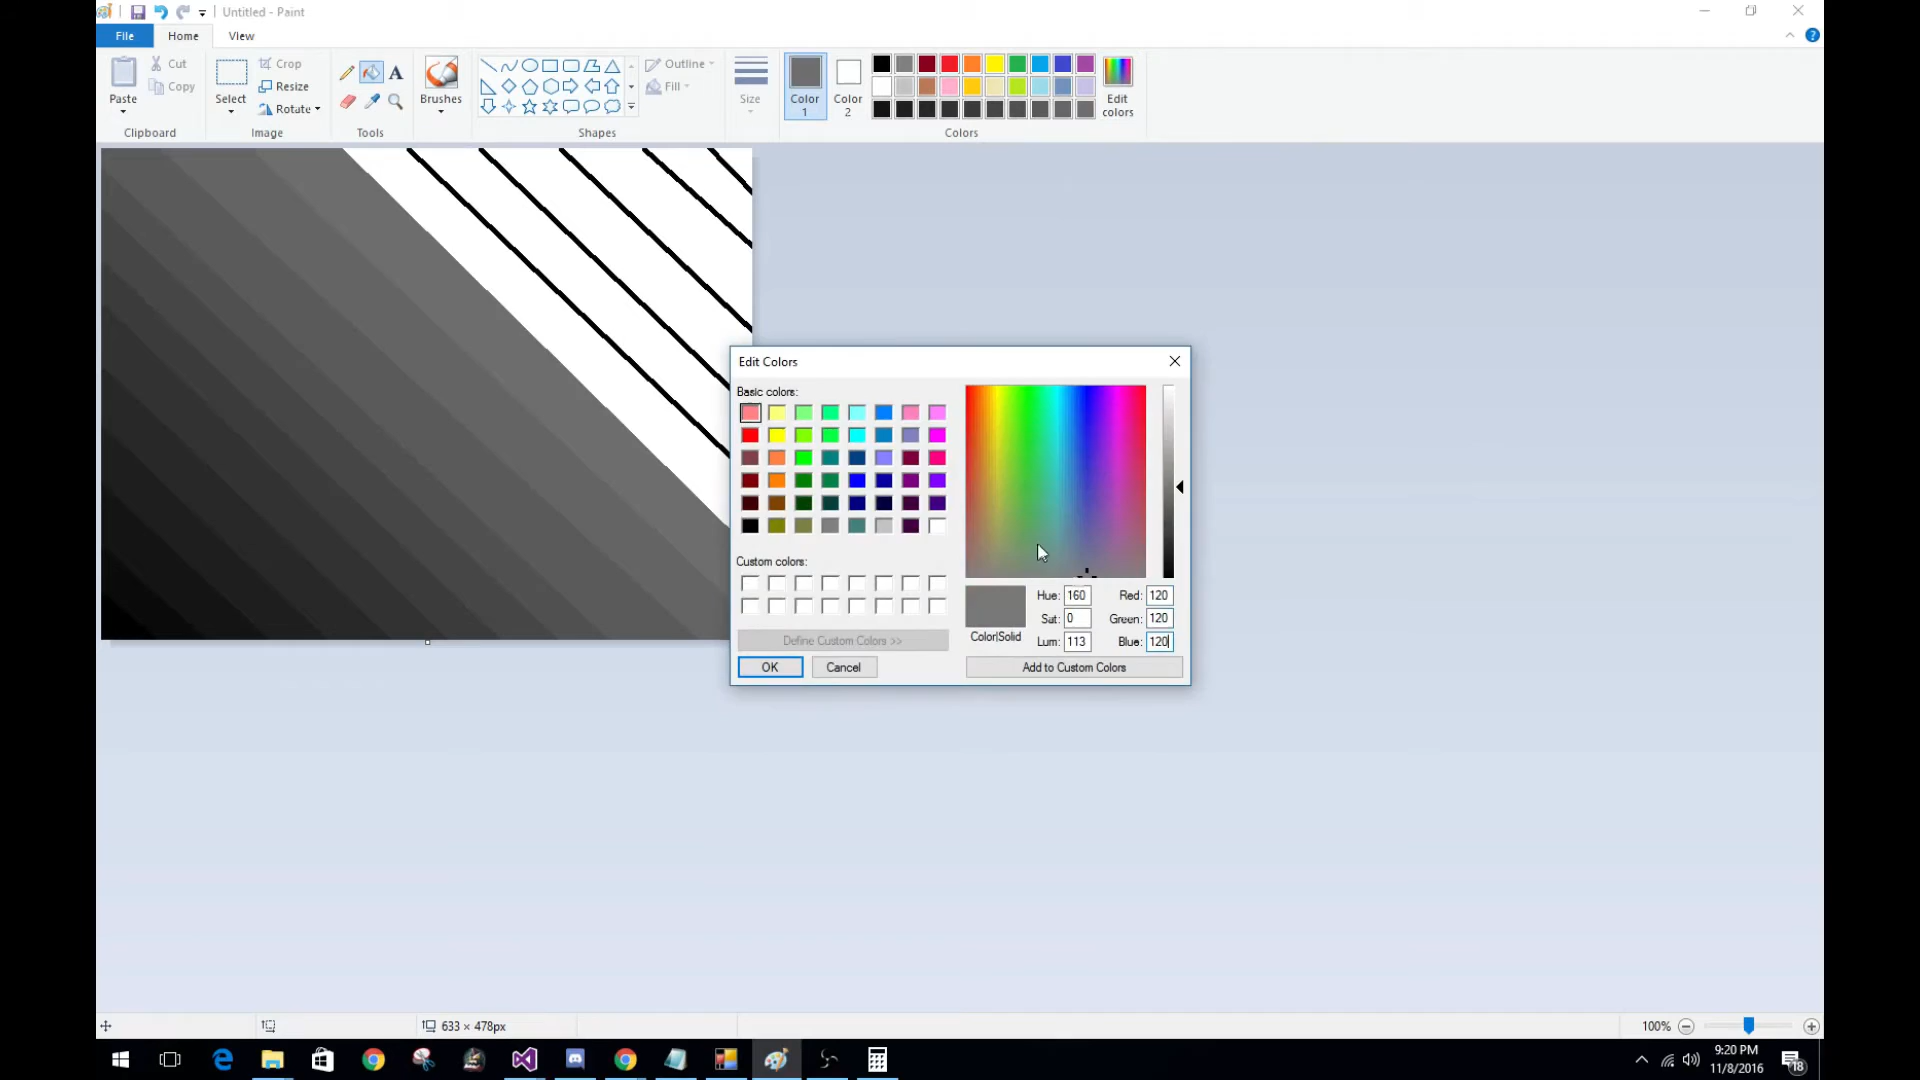 Untitled - Paint
File Home View
Paste
Cut
Copy
Clipboard
Select
Crop
Resize
Rotate
Image
Tools
Brushes
Shapes
Outline
Fill
Size
Color
1
Color
2
Edit
colors
Colors
Edit Colors
Basic colors:
Custom colors:
Define Custom Colors >>
OK Cancel
Color|Solid
Hue: 160
Sat: 0
Lum: 113
Red: 120
Green: 120
Blue: 120
Add to Custom Colors
633 × 478px
100%
9:20 PM
11/8/2016
18